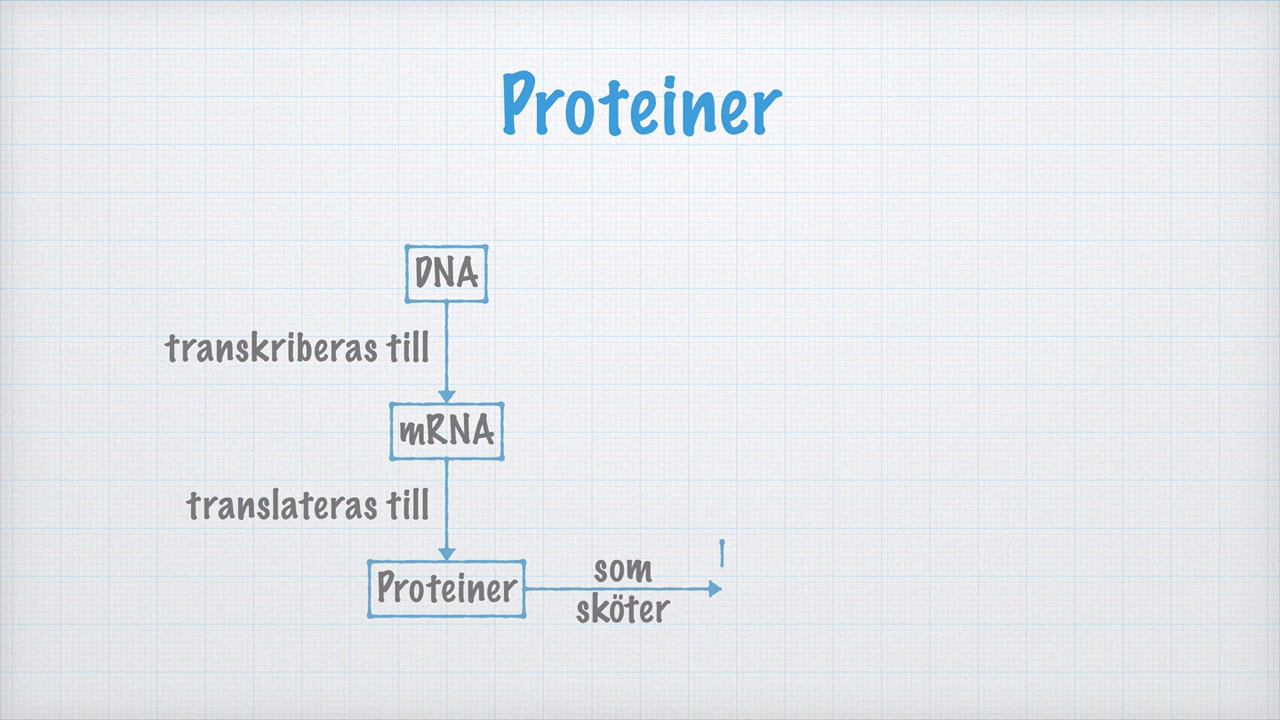 Proteiner
DNA
transkriberas till
mRNA
translateras till
Proteiner
som
sköter